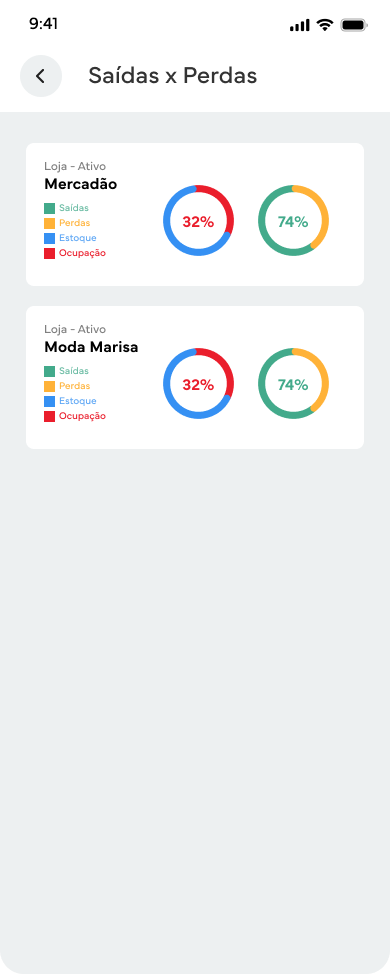 9:41
Saídas x Perdas
Loja - Ativo
Mercadão
Saídas
Perdas
Estoque
Ocupação
32%
74%
Loja - Ativo
Moda Marisa
Saídas
Perdas
Estoque
Ocupação
32%
74%